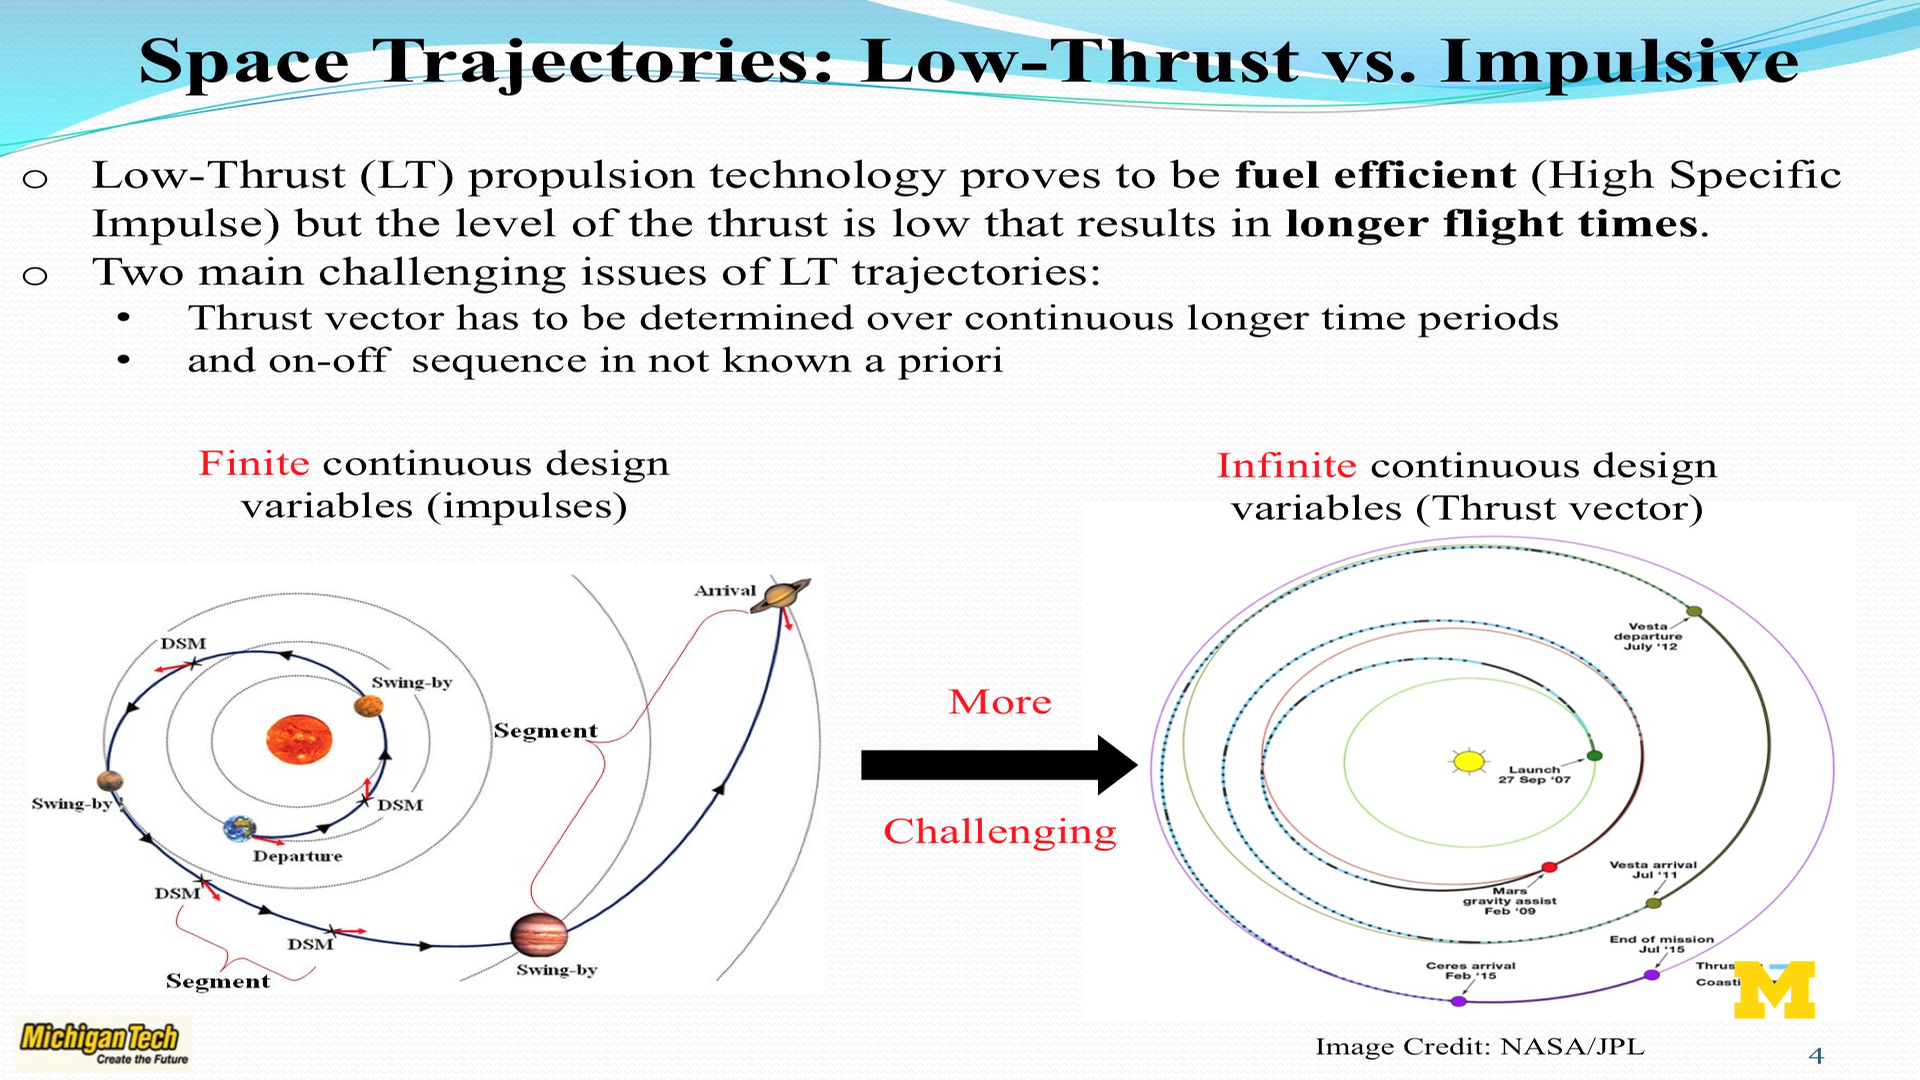 Space Trajectories: Low-Thrust vs. Impulsive
o Low-Thrust (LT) propulsion technology proves to be fuel efficient (High Specific
Impulse) but the level of the thrust is low that results in longer flight times.
o Two main challenging issues of LT trajectories:
• Thrust vector has to be determined over continuous longer time periods
• and on-off sequence in not known a priori
Finite continuous design
variables (impulses)
Infinite continuous design
variables (Thrust vector)
Arrival
DSM
Swing-by
Segment
Swing-by
DSM
Departure
DSM
DSM
Segment
Swing-by
More
Challenging
Vesta
departure
July '12
Launch
27 Sep '07
Mars
gravity assist
Feb '09
Vesta arrival
Jul '11
End of mission
Jul '15
Ceres arrival
Feb '15
Thrus
Coasti
M
Michigan Tech
Create the Future
Image Credit: NASA/JPL
4